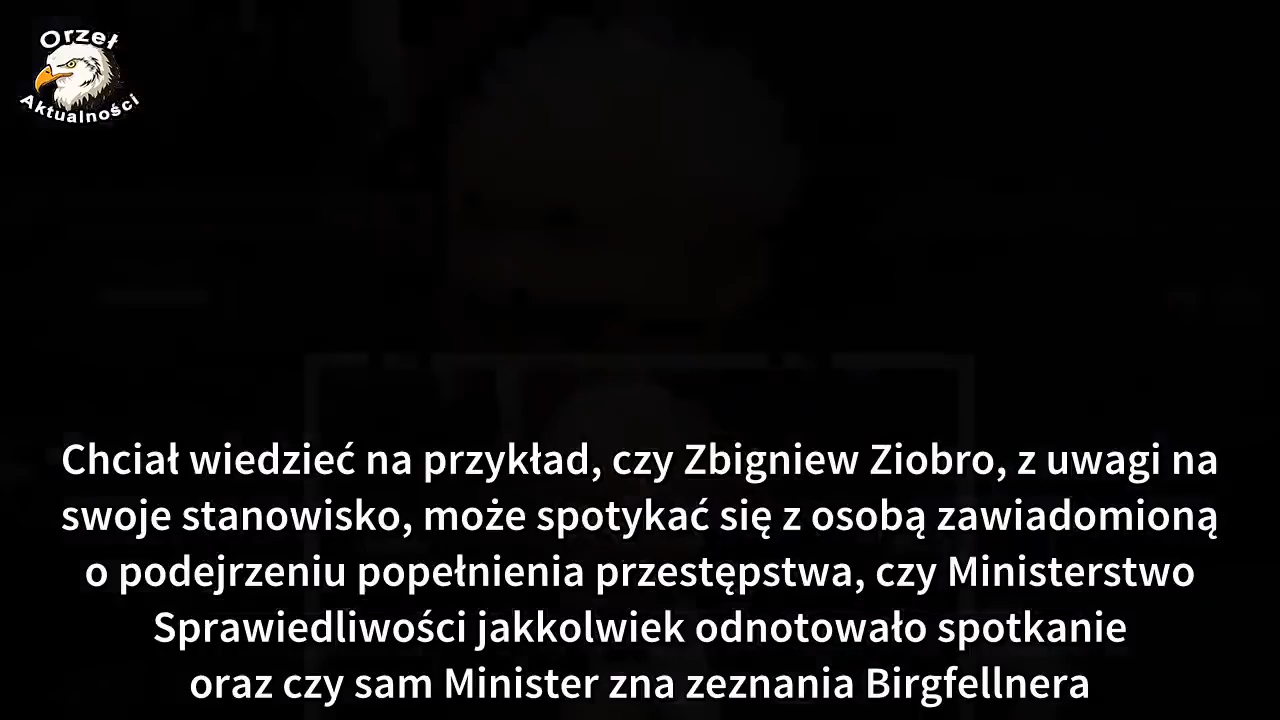 Orzeł
Aktualności
Chciał wiedzieć na przykład, czy Zbigniew Ziobro, z uwagi na
swoje stanowisko, może spotykać się z osobą zawiadomioną
o podejrzeniu popełnienia przestępstwa, czy Ministerstwo
Sprawiedliwości jakkolwiek odnotowało spotkanie
oraz czy sam Minister zna zeznania Birgfellnera